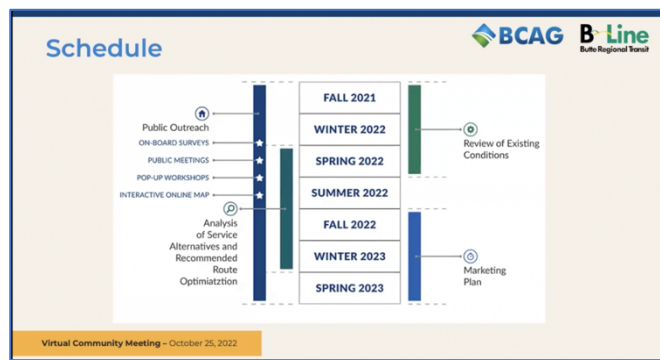 Schedule
BCAG
B-Line
Butte Regional Transit
Public Outreach
ON-BOARD SURVEYS
PUBLIC MEETINGS
POP-UP WORKSHOPS
INTERACTIVE ONLINE MAP
Analysis
of Service
Alternatives and
Recommended
Route
Optimiatztion
FALL 2021
WINTER 2022
SPRING 2022
SUMMER 2022
FALL 2022
WINTER 2023
SPRING 2023
Review of Existing
Conditions
Marketing
Plan
Virtual Community Meeting – October 25, 2022